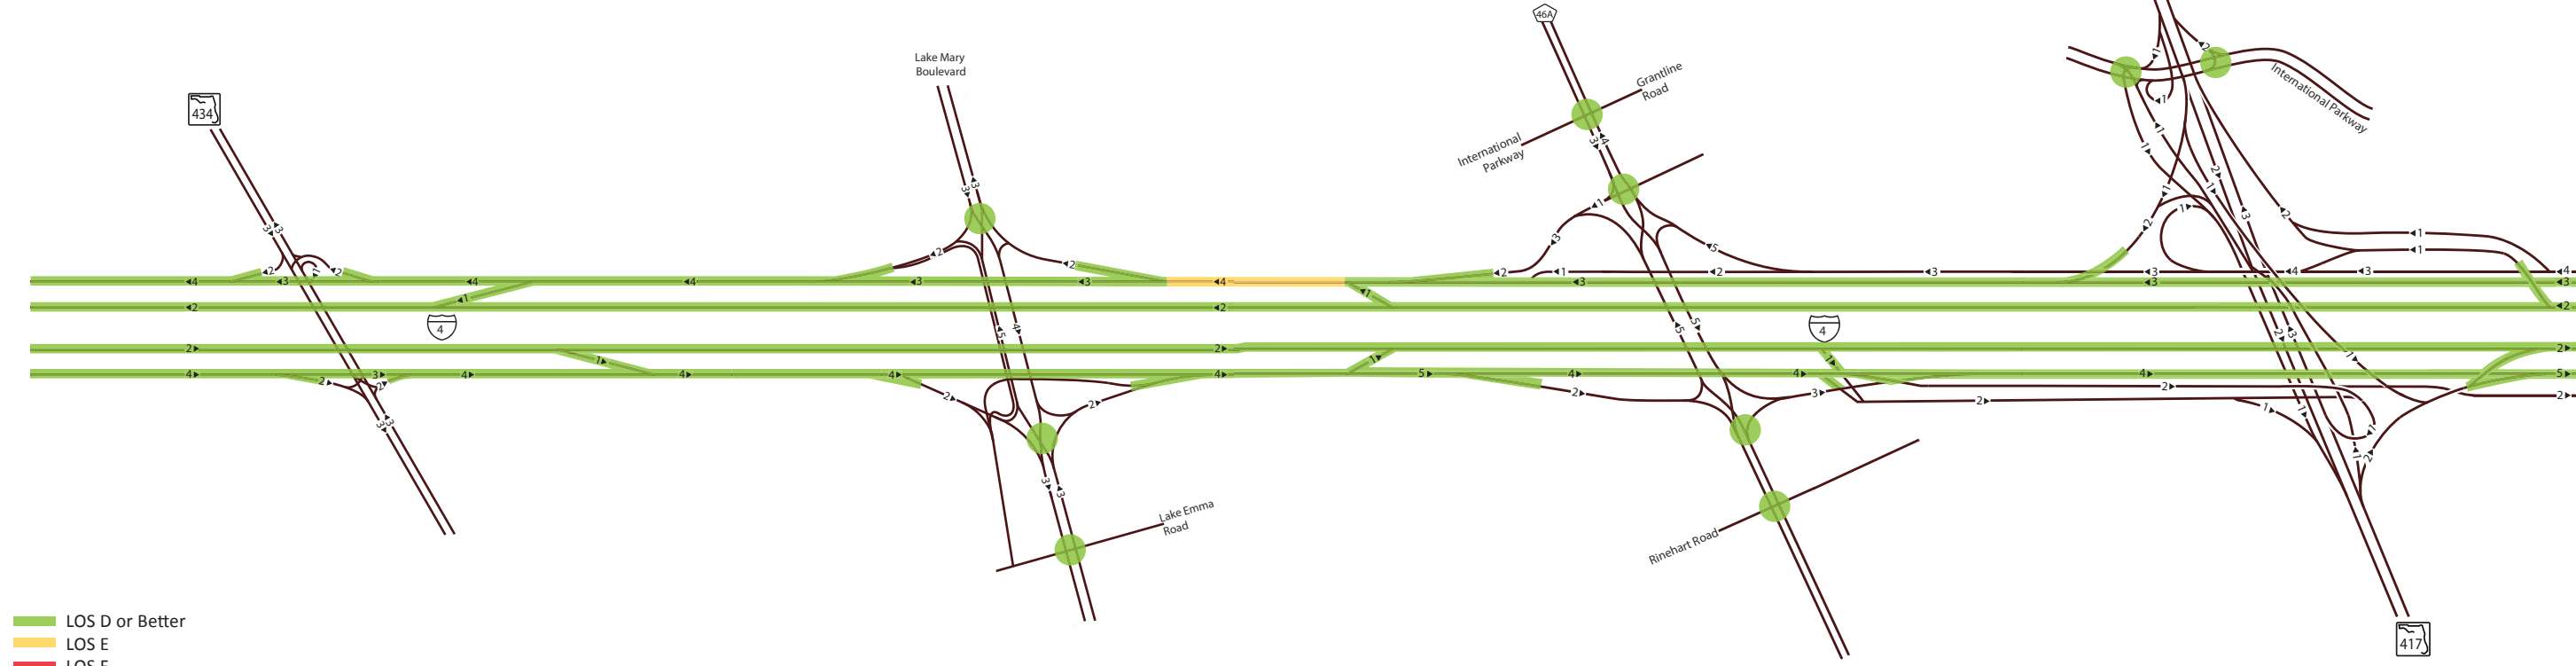 46A
Lake Mary
Boulevard
434
Grantline
Road
International
Parkway
International Parkway
4
4
Lake Emma
Road
Rinehart Road
417
LOS D or Better
LOS E
LOS F